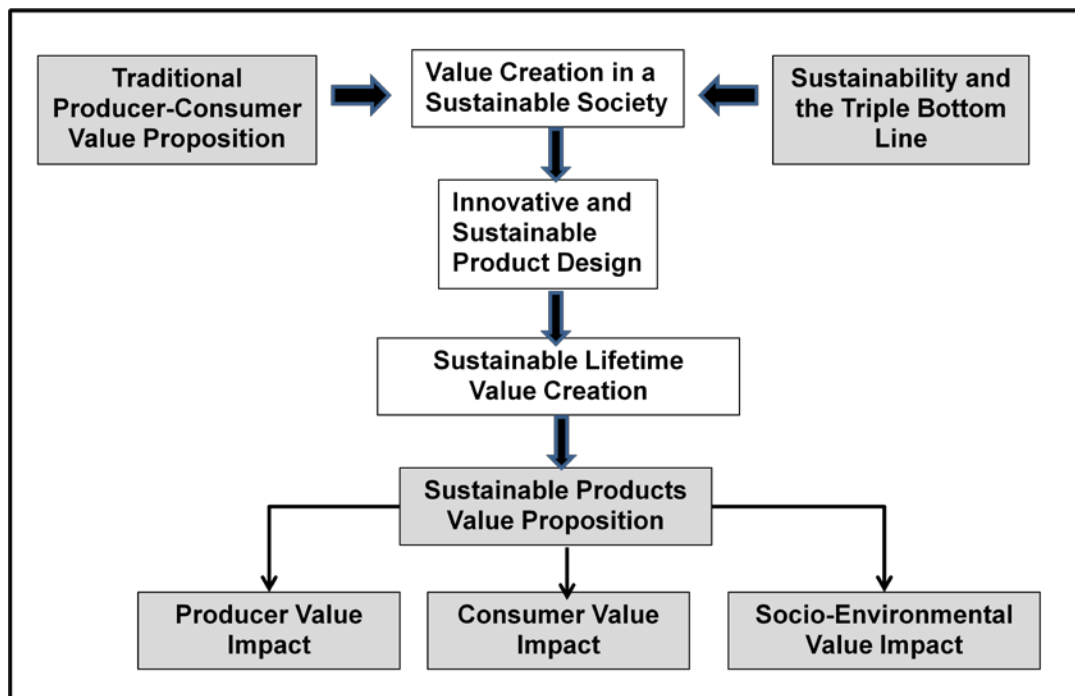 Traditional
Producer-Consumer
Value Proposition
Value Creation in a
Sustainable Society
Sustainability and
the Triple Bottom
Line
Innovative and
Sustainable
Product Design
Sustainable Lifetime
Value Creation
Sustainable Products
Value Proposition
Producer Value
Impact
Consumer Value
Impact
Socio-Environmental
Value Impact